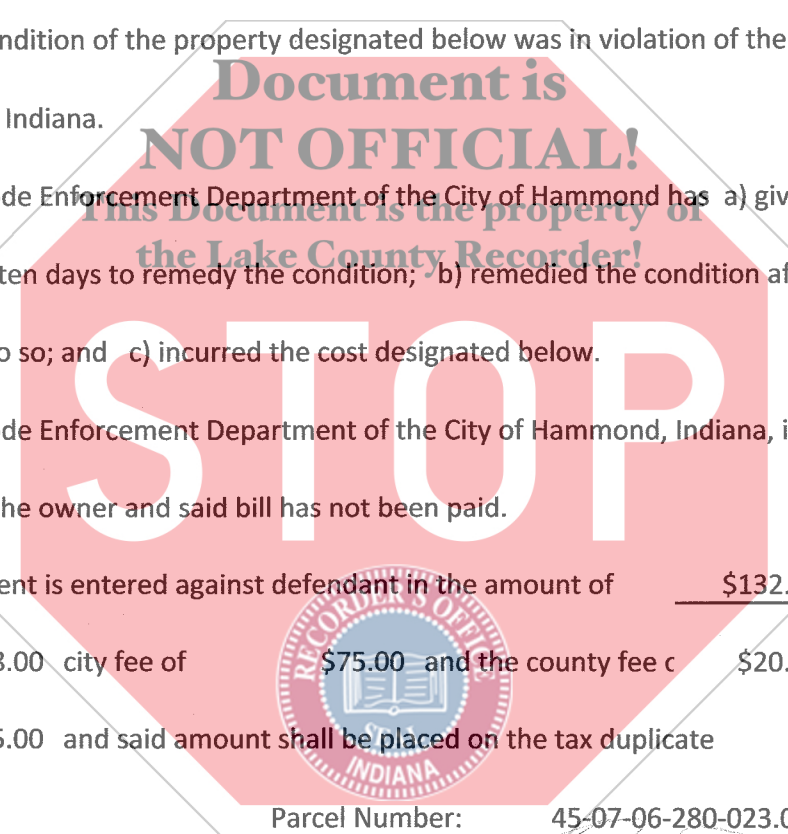 ndition of the property designated below was in violation of the
Document is
Indiana.
NOT OFFICIAL!
de Enforcement Department of the City of Hammond has a) giv
This Document is the property of
the Lake County Recorder!
ten days to remedy the condition; b) remedied the condition af
o so; and c) incurred the cost designated below.
STOP
de Enforcement Department of the City of Hammond, Indiana, i
he owner and said bill has not been paid.
ent is entered against defendant in the amount of $132.
RECORDER'S OFFICE
3.00 city fee of $75.00 and the county fee c $20.
SEAL
5.00 and said amount shall be placed on the tax duplicate
INDIANA
Parcel Number: 45-07-06-280-023.0